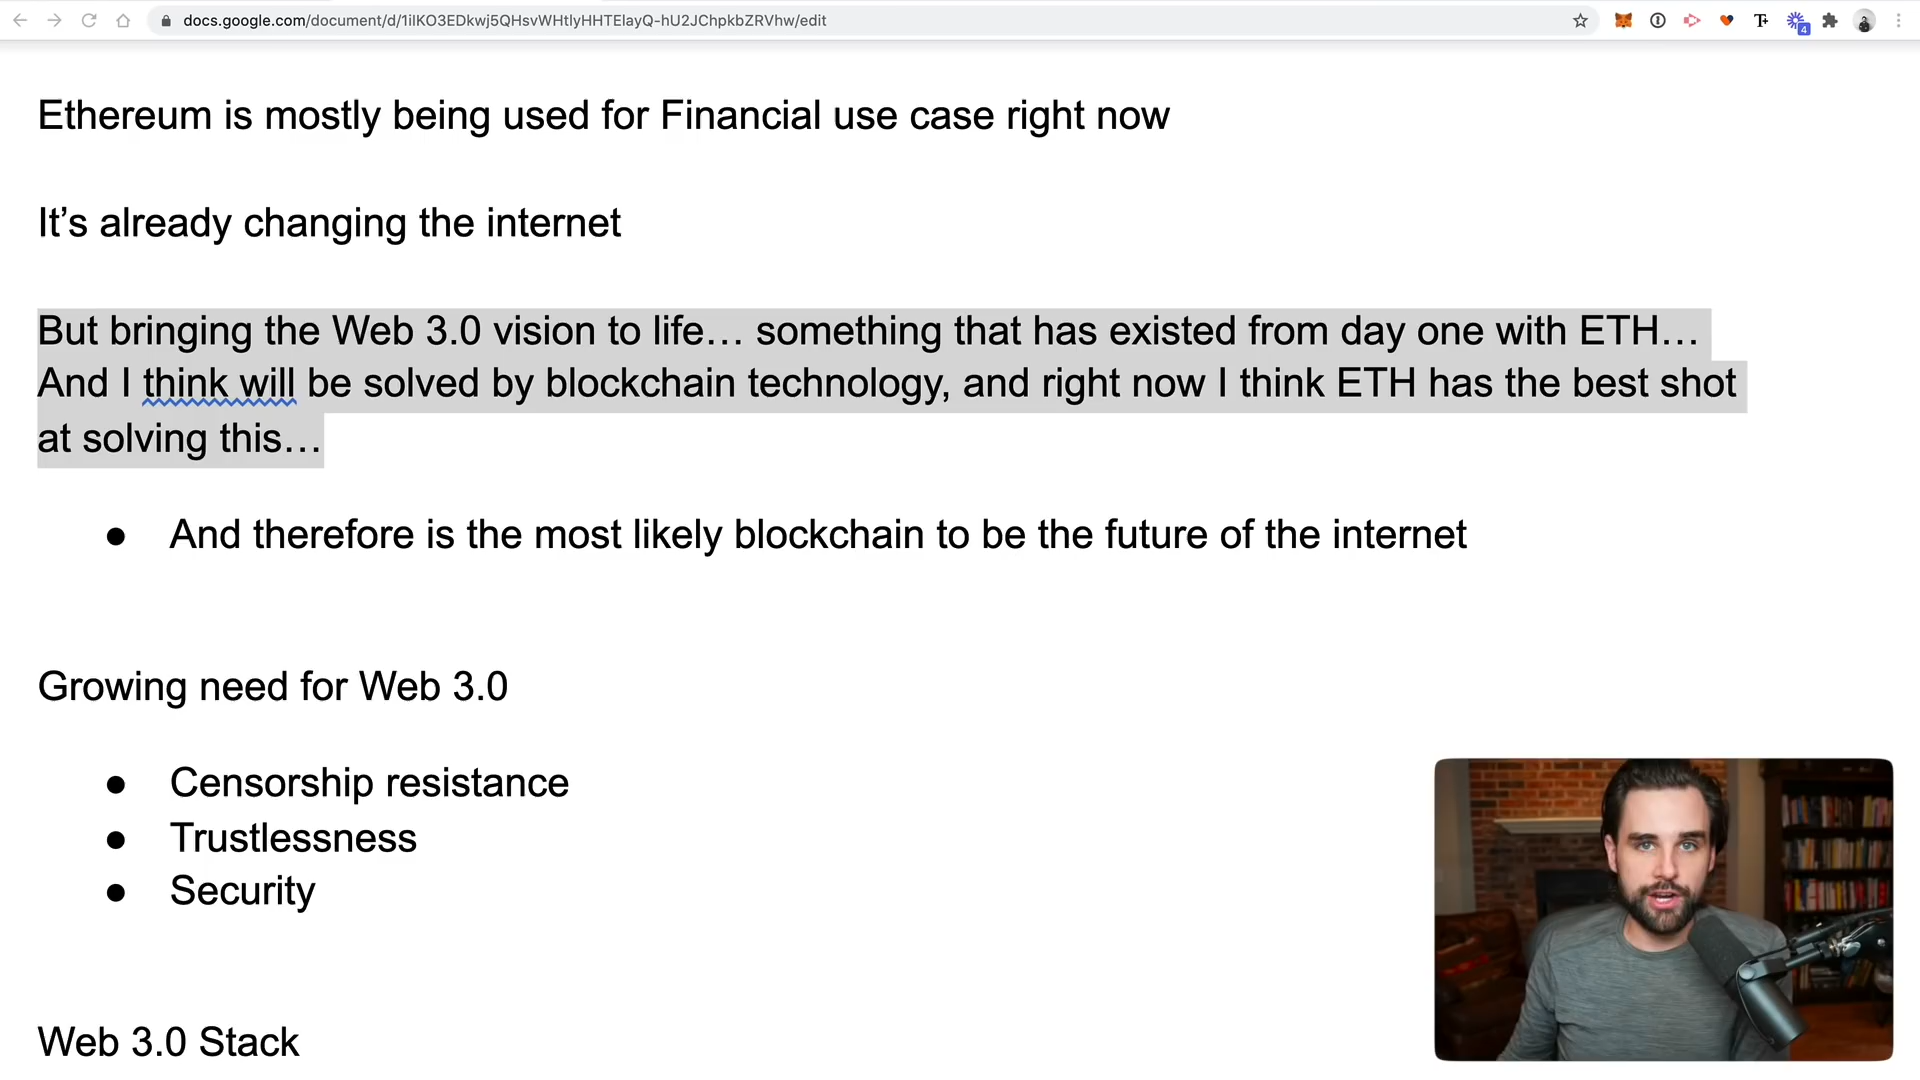 docs.google.com/document/d/1ilKO3EDkwj5QHsvWHtlyHHTElayQ-hU2JChpkbZRVhw/edit
4
Ethereum is mostly being used for Financial use case right now
It’s already changing the internet
But bringing the Web 3.0 vision to life… something that has existed from day one with ETH…
And I think will be solved by blockchain technology, and right now I think ETH has the best shot
at solving this…
● And therefore is the most likely blockchain to be the future of the internet
Growing need for Web 3.0
● Censorship resistance
● Trustlessness
● Security
Web 3.0 Stack